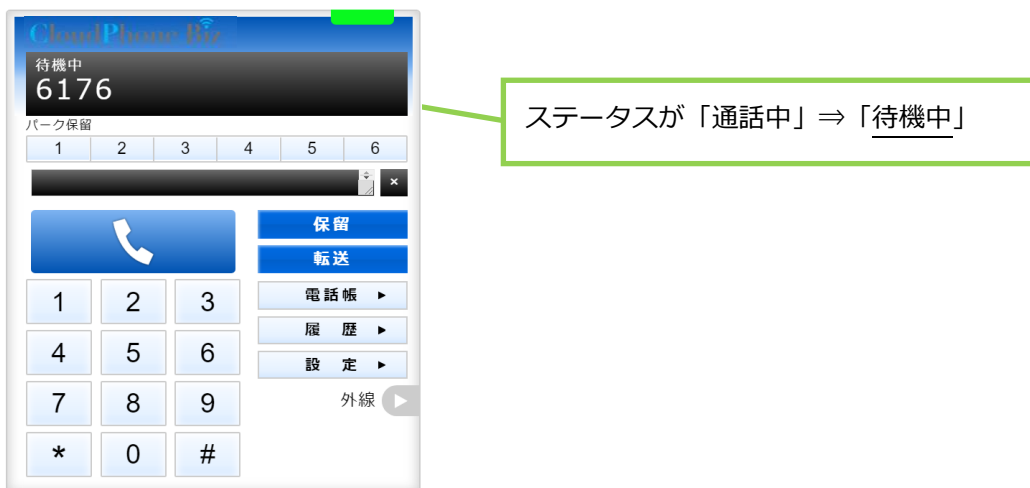 CloudPhone Biz
待機中
6176
パーク保留
1 2 3 4 5 6
×
保留
転送
1 2 3
電話帳 ►
履 歴 ►
4 5 6
設 定 ►
7 8 9
外線
* 0 #
ステータスが「通話中」⇒「待機中」